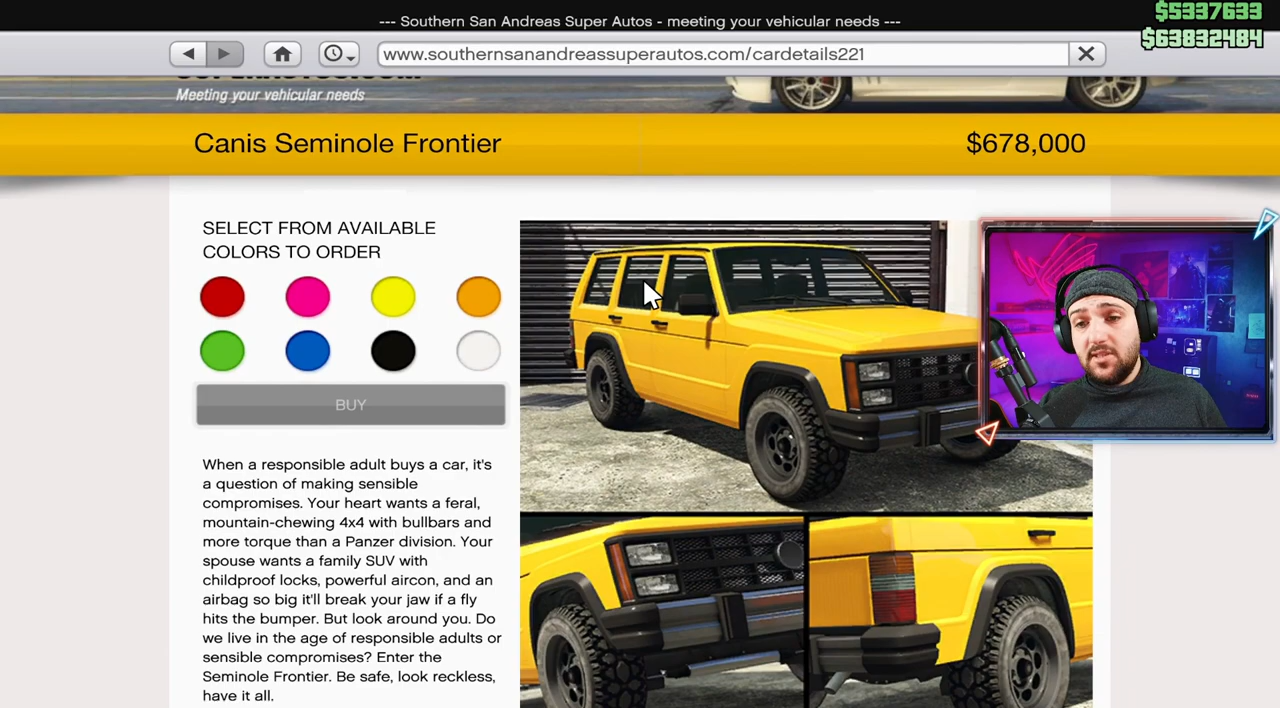 --- Southern San Andreas Super Autos - meeting your vehicular needs ---
$5337633
$63832484
www.southernsanandreassuperautos.com/cardetails221
Meeting your vehicular needs
Canis Seminole Frontier
$678,000
SELECT FROM AVAILABLE
COLORS TO ORDER
BUY
When a responsible adult buys a car, it's
a question of making sensible
compromises. Your heart wants a feral,
mountain-chewing 4x4 with bullbars and
more torque than a Panzer division. Your
spouse wants a family SUV with
childproof locks, powerful aircon, and an
airbag so big it'll break your jaw if a fly
hits the bumper. But look around you. Do
we live in the age of responsible adults or
sensible compromises? Enter the
Seminole Frontier. Be safe, look reckless,
have it all.